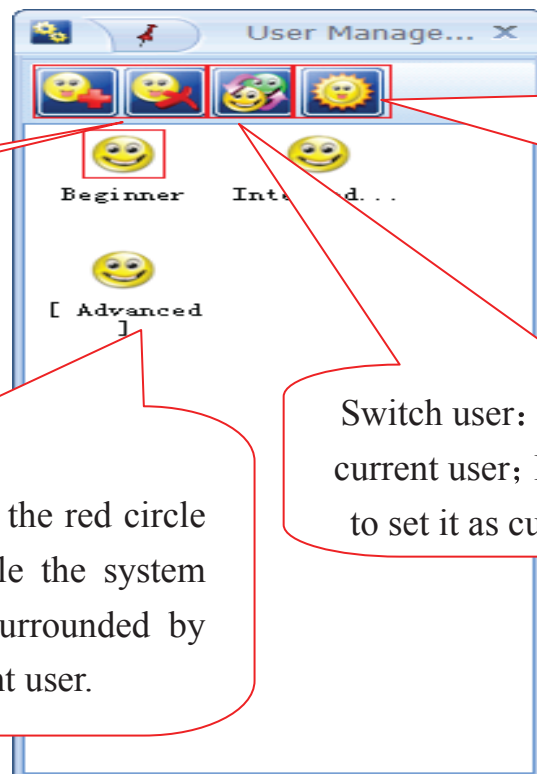 User Manage...
Beginner
Int d...
[ Advanced
]
Switch user：
current user；
to set it as cu
the red circle
le the system
urrounded by
nt user.